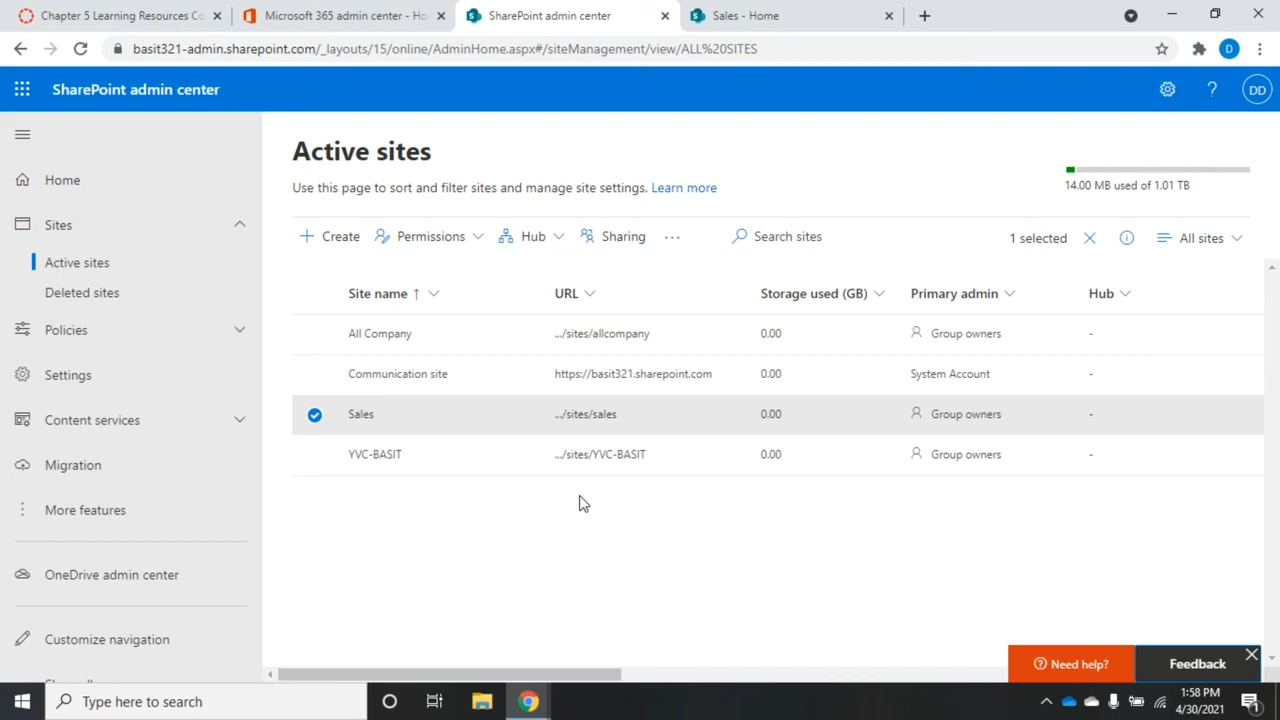 Chapter 5 Learning Resources Co
Microsoft 365 admin center - Ho
SharePoint admin center
Sales - Home
basit321-admin.sharepoint.com/_layouts/15/online/AdminHome.aspx#/siteManagement/view/ALL%20SITES
D
SharePoint admin center
DD
Active sites
14.00 MB used of 1.01 TB
Use this page to sort and filter sites and manage site settings. Learn more
Home
Sites
Active sites
Deleted sites
Policies
Settings
Content services
Migration
More features
OneDrive admin center
Customize navigation
Create
Permissions
Hub
Sharing
Search sites
1 selected
All sites
Site name ↑
URL
Storage used (GB)
Primary admin
Hub
All Company
.../sites/allcompany
0.00
Group owners
-
Communication site
https://basit321.sharepoint.com
0.00
System Account
-
Sales
.../sites/sales
0.00
Group owners
-
YVC-BASIT
.../sites/YVC-BASIT
0.00
Group owners
-
Need help?
Feedback
Type here to search
1:58 PM
4/30/2021
1